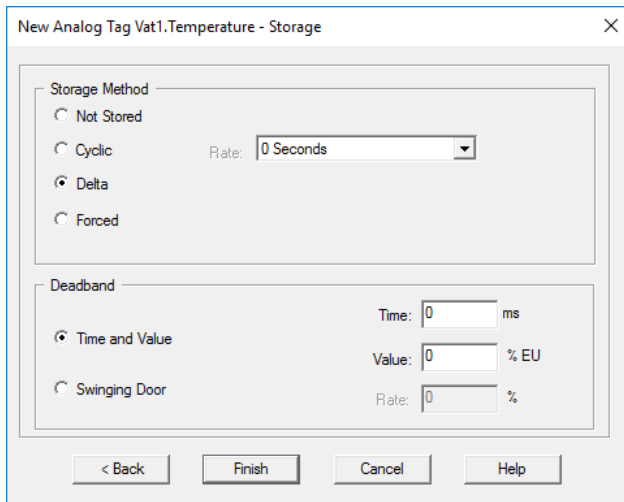 New Analog Tag Vat1.Temperature - Storage
Storage Method
Not Stored
Cyclic
Rate: 0 Seconds
Delta
Forced
Deadband
Time: 0 ms
Time and Value
Value: 0 % EU
Swinging Door
Rate: 0 %
< Back Finish Cancel Help